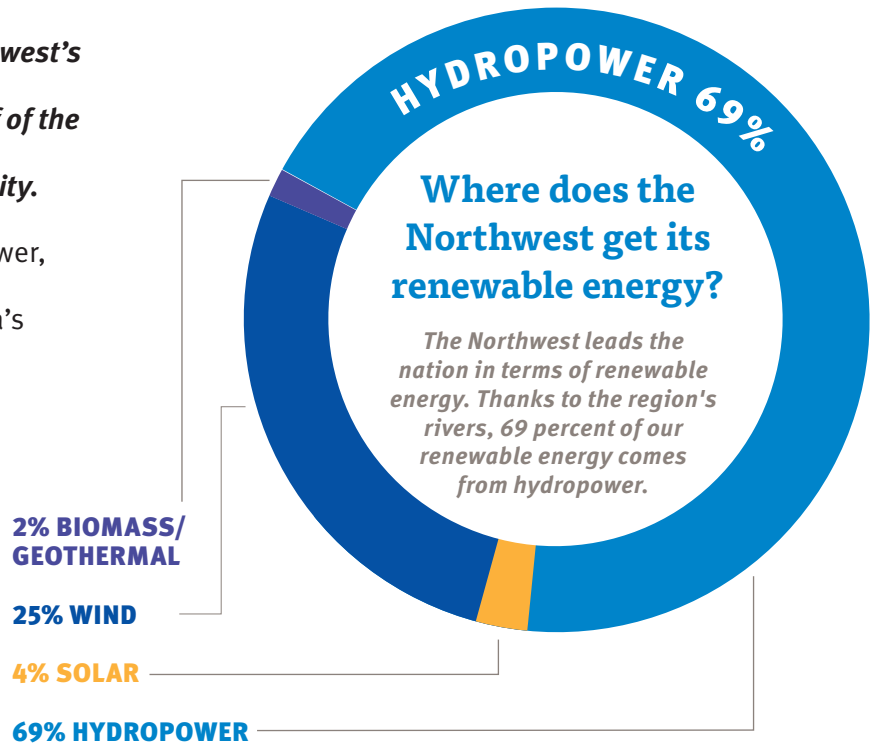 west's
of the
ity.
wer,
a's
HYDROPOWER 69%
Where does the
Northwest get its
renewable energy?
The Northwest leads the
nation in terms of renewable
energy. Thanks to the region's
rivers, 69 percent of our
renewable energy comes
from hydropower.
2% BIOMASS/
GEOTHERMAL
25% WIND
4% SOLAR
69% HYDROPOWER